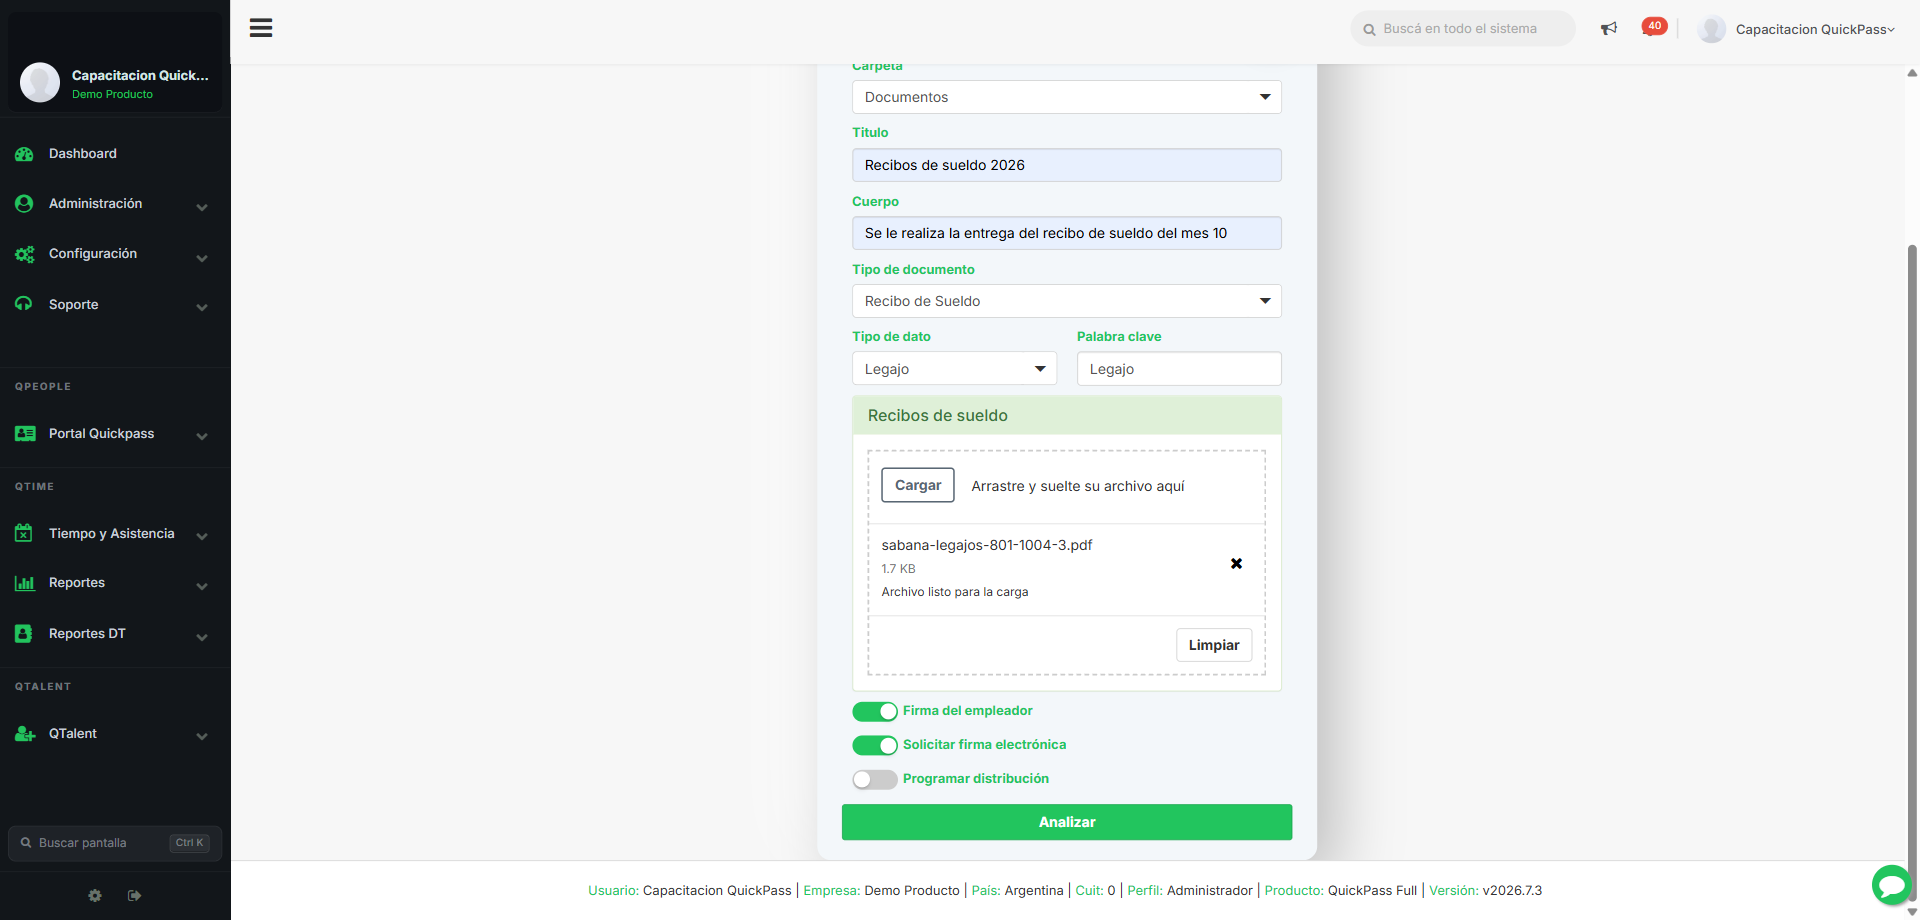 Capacitacion Quick...
Demo Producto
Dashboard
Administración
Configuración
Soporte
QPEOPLE
Portal Quickpass
QTIME
Tiempo y Asistencia
Reportes
Reportes DT
QTALENT
QTalent
Buscar pantalla Ctrl K
Buscá en todo el sistema
40
Capacitacion QuickPass
Carpeta
Documentos
Titulo
Recibos de sueldo 2026
Cuerpo
Se le realiza la entrega del recibo de sueldo del mes 10
Tipo de documento
Recibo de Sueldo
Tipo de dato Palabra clave
Legajo Legajo
Recibos de sueldo
Cargar Arrastre y suelte su archivo aquí
sabana-legajos-801-1004-3.pdf
1.7 KB
Archivo listo para la carga
Limpiar
Firma del empleador
Solicitar firma electrónica
Programar distribución
Analizar
Usuario: Capacitacion QuickPass | Empresa: Demo Producto | País: Argentina | Cuit: 0 | Perfil: Administrador | Producto: QuickPass Full | Versión: v2026.7.3